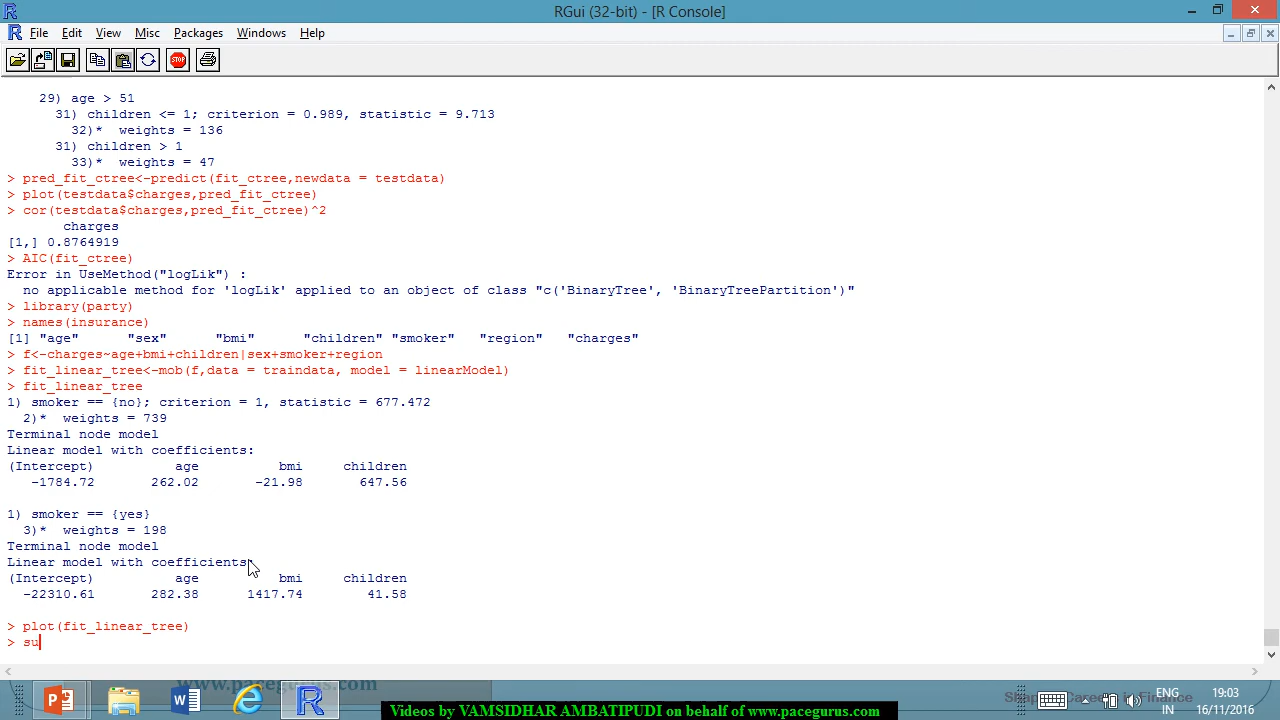 RGui (32-bit) - [R Console]
File Edit View Misc Packages Windows Help
STOP
29) age > 51
31) children <= 1; criterion = 0.989, statistic = 9.713
32)* weights = 136
31) children > 1
33)* weights = 47
> pred_fit_ctree<-predict(fit_ctree,newdata = testdata)
> plot(testdata$charges,pred_fit_ctree)
> cor(testdata$charges,pred_fit_ctree)^2
charges
[1,] 0.8764919
> AIC(fit_ctree)
Error in UseMethod("logLik") :
no applicable method for 'logLik' applied to an object of class "c('BinaryTree', 'BinaryTreePartition')"
> library(party)
> names(insurance)
[1] "age" "sex" "bmi" "children" "smoker" "region" "charges"
> f<-charges~age+bmi+children|sex+smoker+region
> fit_linear_tree<-mob(f,data = traindata, model = linearModel)
> fit_linear_tree
1) smoker == {no}; criterion = 1, statistic = 677.472
2)* weights = 739
Terminal node model
Linear model with coefficients:
(Intercept) age bmi children
-1784.72 262.02 -21.98 647.56
1) smoker == {yes}
3)* weights = 198
Terminal node model
Linear model with coefficients:
(Intercept) age bmi children
-22310.61 282.38 1417.74 41.58
> plot(fit_linear_tree)
> su
www.pacegurus.com
in Finance
ENG
IN
19:03
16/11/2016
Videos by VAMSIDHAR AMBATIPUDI on behalf of www.pacegurus.com